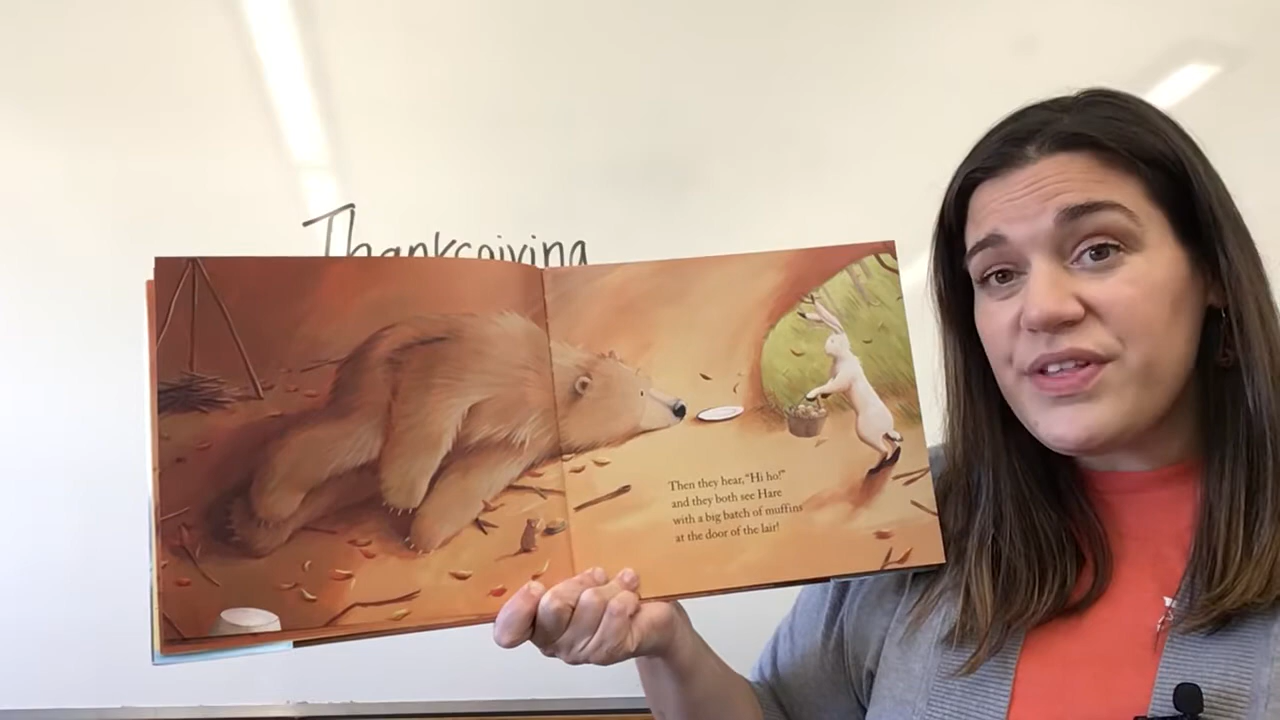 Thanksgiving
Then they hear, "Hi ho!"
and they both see Hare
with a big batch of muffins
at the door of the lair!